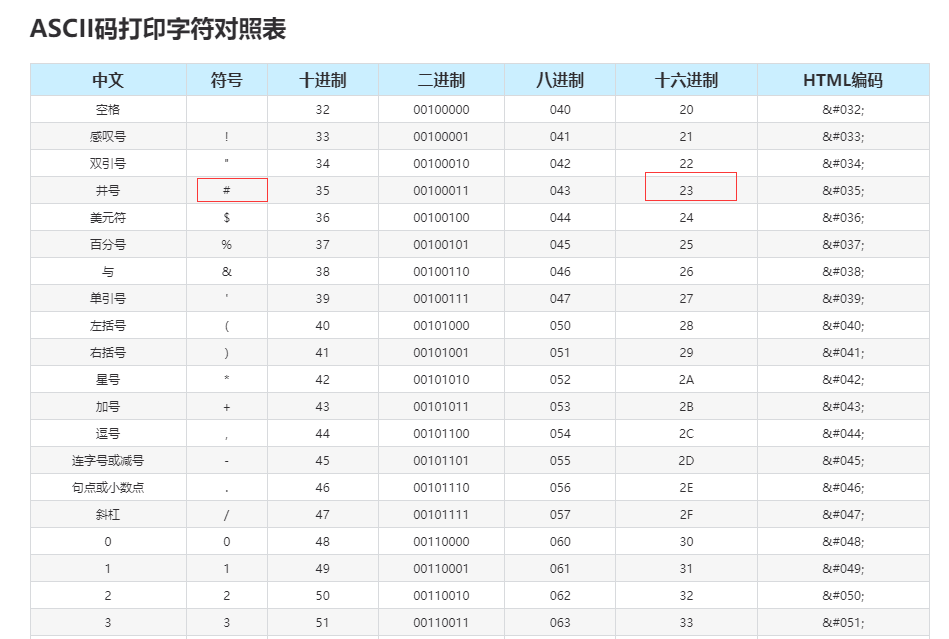 ASCII码打印字符对照表
中文 符号 十进制 二进制 八进制 十六进制 HTML编码
空格 32 00100000 040 20 &#032;
感叹号 ! 33 00100001 041 21 &#033;
双引号 " 34 00100010 042 22 &#034;
井号 # 35 00100011 043 23 &#035;
美元符 $ 36 00100100 044 24 &#036;
百分号 % 37 00100101 045 25 &#037;
与 & 38 00100110 046 26 &#038;
单引号 ' 39 00100111 047 27 &#039;
左括号 ( 40 00101000 050 28 &#040;
右括号 ) 41 00101001 051 29 &#041;
星号 * 42 00101010 052 2A &#042;
加号 + 43 00101011 053 2B &#043;
逗号 , 44 00101100 054 2C &#044;
连字号或减号 - 45 00101101 055 2D &#045;
句点或小数点 . 46 00101110 056 2E &#046;
斜杠 / 47 00101111 057 2F &#047;
0 0 48 00110000 060 30 &#048;
1 1 49 00110001 061 31 &#049;
2 2 50 00110010 062 32 &#050;
3 3 51 00110011 063 33 &#051;